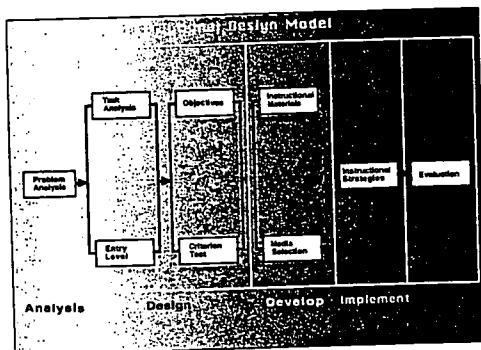 Design Model
Task
Analysis
Objectives
Instructional
Materials
Problem
Analysis
Instructional
Strategies
Evaluation
Entry
Level
Criterion
Test
Media
Selection
Analysis
Design
Develop
Implement